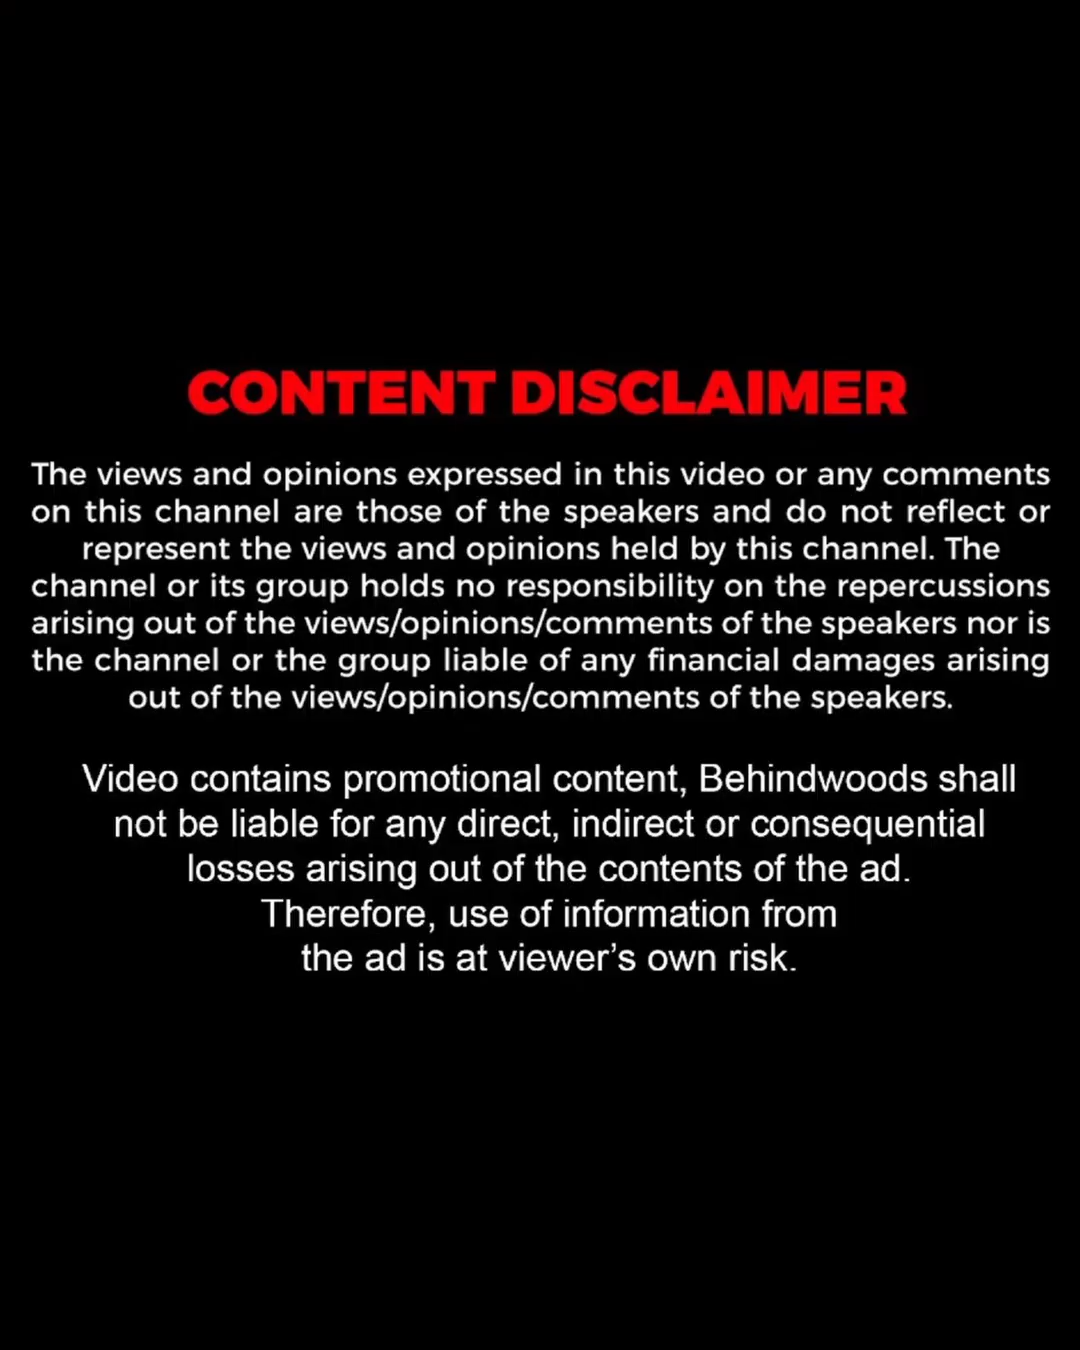 CONTENT DISCLAIMER
The views and opinions expressed in this video or any comments
on this channel are those of the speakers and do not reflect or
represent the views and opinions held by this channel. The
channel or its group holds no responsibility on the repercussions
arising out of the views/opinions/comments of the speakers nor is
the channel or the group liable of any financial damages arising
out of the views/opinions/comments of the speakers.
Video contains promotional content, Behindwoods shall
not be liable for any direct, indirect or consequential
losses arising out of the contents of the ad.
Therefore, use of information from
the ad is at viewer’s own risk.